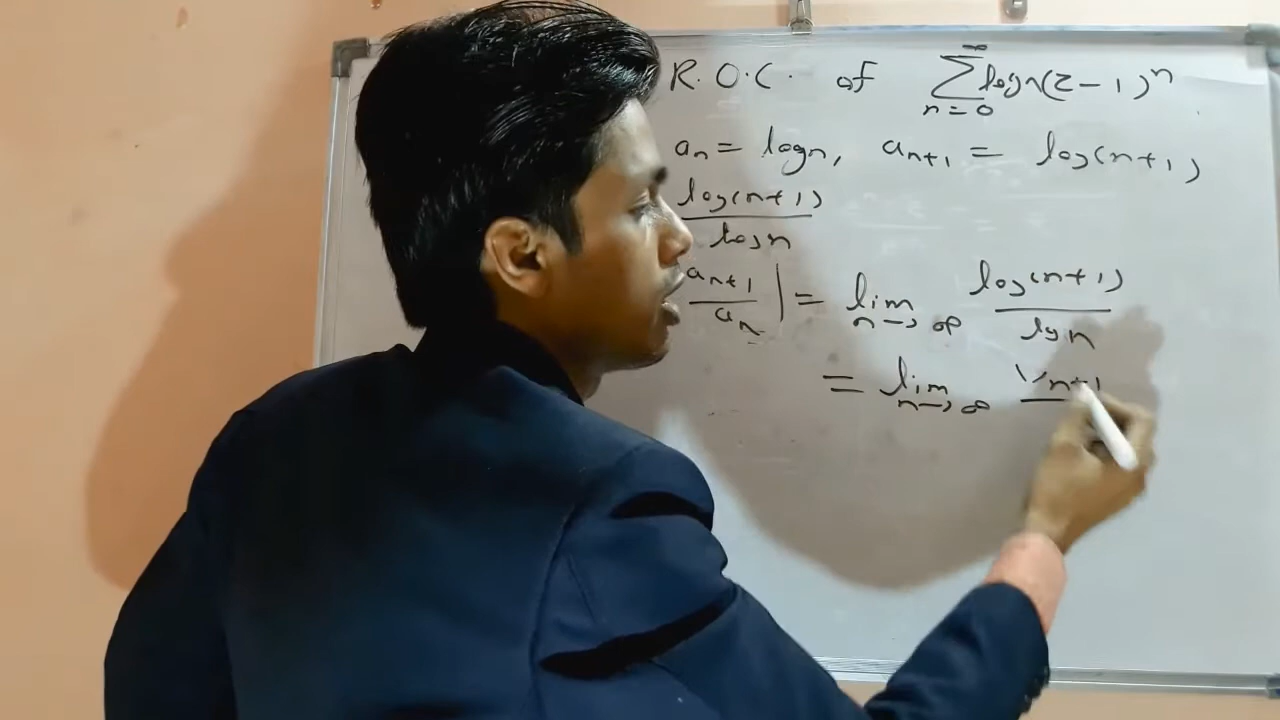 R.O.C. of ∞∑n=0 logn(z-1)^n
an = logn, an+1 = log(n+1)
log(n+1)/logn
an+1/an | = lim n→∞ log(n+1)/logn
= lim n→∞ 1/n+1